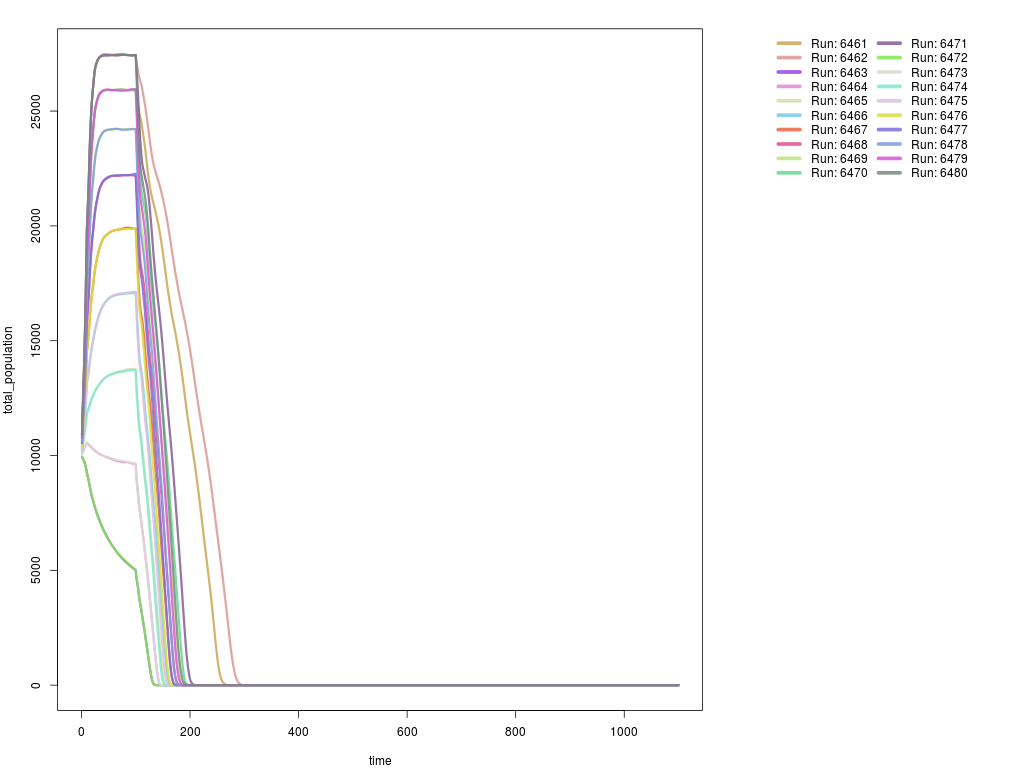 total_population
25000
20000
15000
10000
5000
0
0 200 400 600 800 1000
time
Run: 6461 Run: 6471
Run: 6462 Run: 6472
Run: 6463 Run: 6473
Run: 6464 Run: 6474
Run: 6465 Run: 6475
Run: 6466 Run: 6476
Run: 6467 Run: 6477
Run: 6468 Run: 6478
Run: 6469 Run: 6479
Run: 6470 Run: 6480